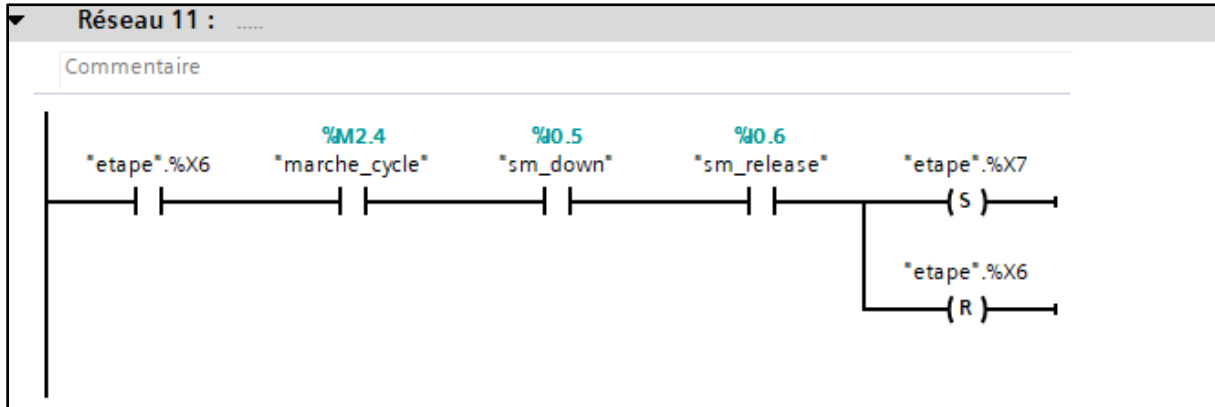 Réseau 11 : .....
Commentaire
%M2.4 %I0.5 %I0.6
"etape".%X6 "marche_cycle" "sm_down" "sm_release" "etape".%X7
S
"etape".%X6
R